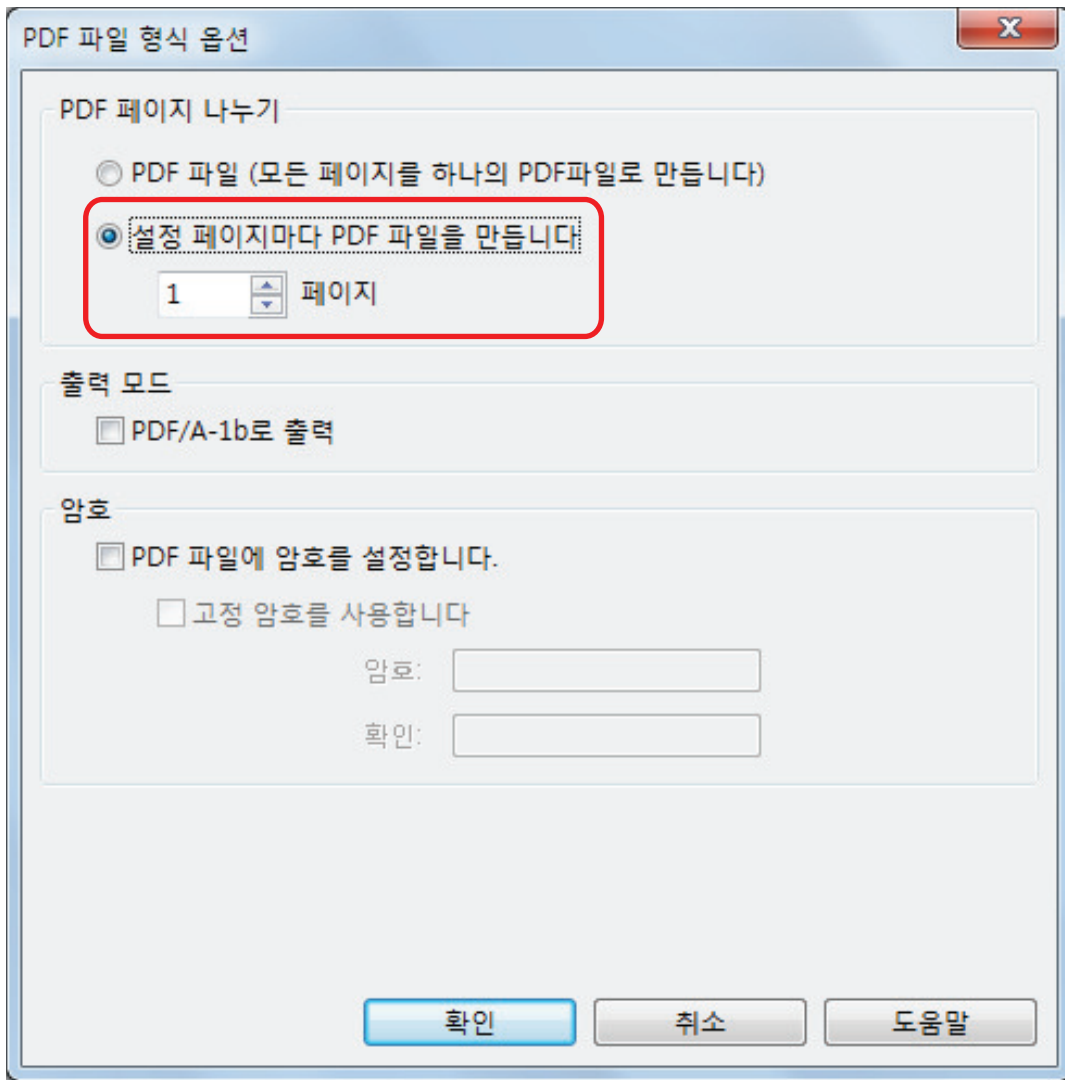 PDF 파일 형식 옵션
PDF 페이지 나누기
PDF 파일 (모든 페이지를 하나의 PDF파일로 만듭니다)
설정 페이지마다 PDF 파일을 만듭니다
1 페이지
출력 모드
PDF/A-1b로 출력
암호
PDF 파일에 암호를 설정합니다.
고정 암호를 사용합니다
암호:
확인:
확인 취소 도움말